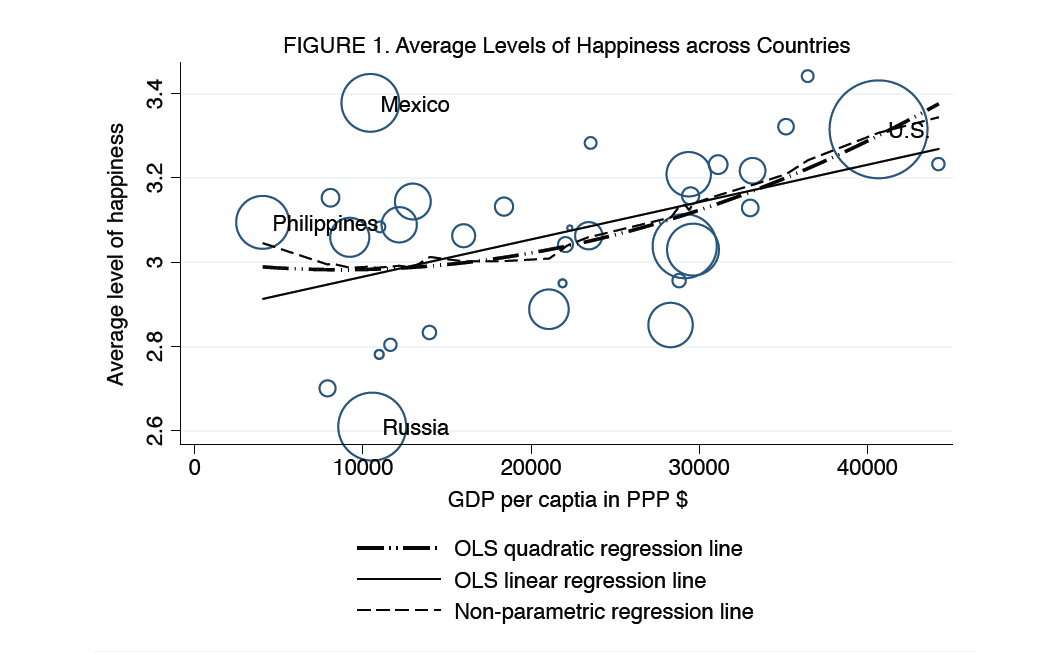 FIGURE 1. Average Levels of Happiness across Countries
Average level of happiness
3.4
3.2
3
2.8
2.6
Mexico
U.S.
Philippines
Russia
0 10000 20000 30000 40000
GDP per captia in PPP $
OLS quadratic regression line
OLS linear regression line
Non-parametric regression line